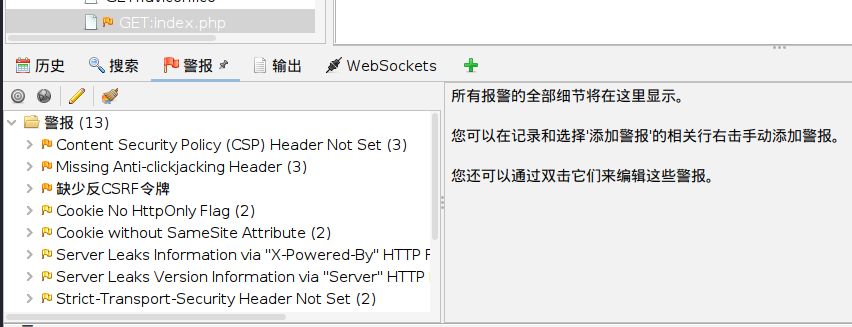 GET:index.php
历史 搜索 警报 输出 WebSockets
警报 (13)
Content Security Policy (CSP) Header Not Set (3)
Missing Anti-clickjacking Header (3)
缺少反CSRF令牌
Cookie No HttpOnly Flag (2)
Cookie without SameSite Attribute (2)
Server Leaks Information via "X-Powered-By" HTTP
Server Leaks Version Information via "Server" HTTP
Strict-Transport-Security Header Not Set (2)
所有报警的全部细节将在这里显示。
您可以在记录和选择'添加警报'的相关行右击手动添加警报。
您还可以通过双击它们来编辑这些警报。